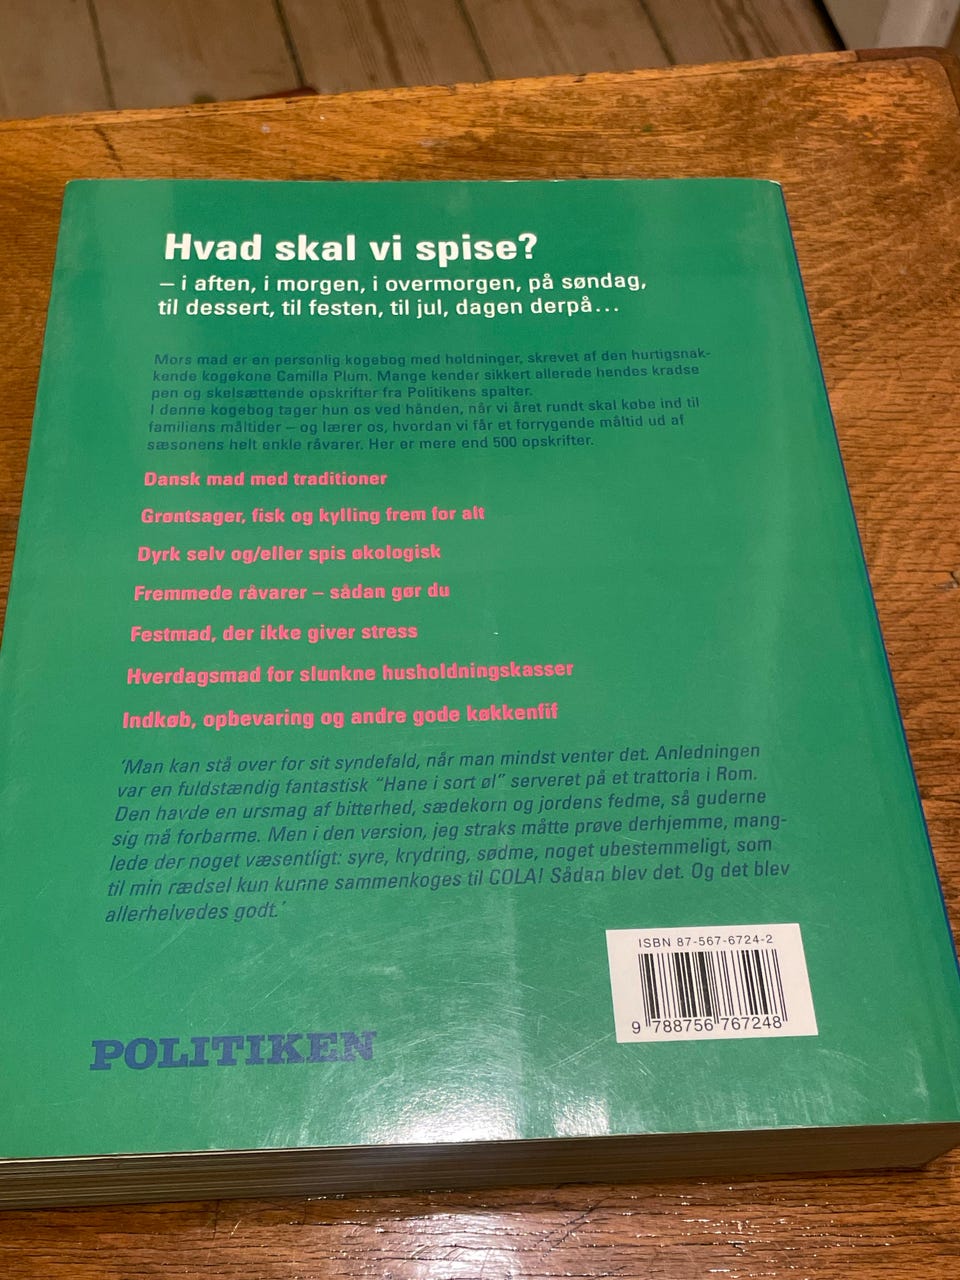 Hvad skal vi spise?
– i aften, i morgen, i overmorgen, på søndag,
til dessert, til festen, til jul, dagen derpå...
Mors mad er en personlig kogebog med holdninger, skrevet af den hurtigsnak-
kende kogekone Camilla Plum. Mange kender sikkert allerede hendes kradse
pen og skelsættende opskrifter fra Politikens spalter.
I denne kogebog tager hun os ved hånden, når vi året rundt skal købe ind til
familiens måltider – og lærer os, hvordan vi får et forrygende måltid ud af
sæsonens helt enkle råvarer. Her er mere end 500 opskrifter.
Dansk mad med traditioner
Grøntsager, fisk og kylling frem for alt
Dyrk selv og/eller spis økologisk
Fremmede råvarer – sådan gør du
Festmad, der ikke giver stress
Hverdagsmad for slunkne husholdningskasser
Indkøb, opbevaring og andre gode køkkenfif
'Man kan stå over for sit syndefald, når man mindst venter det. Anledningen
var en fuldstændig fantastisk "Hane i sort øl" serveret på et trattoria i Rom.
Den havde en ursmag af bitterhed, sædekorn og jordens fedme, så guderne
sig må forbarme. Men i den version, jeg straks måtte prøve derhjemme, mang-
lede der noget væsentligt: syre, krydring, sødme, noget ubestemmeligt, som
til min rædsel kun kunne sammenkoges til COLA! Sådan blev det. Og det blev
allerhelvedes godt.'
ISBN 87-567-6724-2
9 788756 767248
POLITIKEN